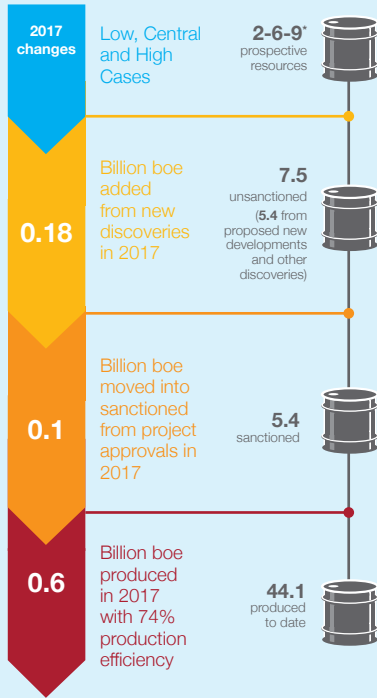 2017
changes
Low, Central
and High
Cases
2-6-9*
prospective
resources
0.18
Billion boe
added
from new
discoveries
in 2017
7.5
unsanctioned
(5.4 from
proposed new
developments
and other
discoveries)
0.1
Billion boe
moved into
sanctioned
from project
approvals in
2017
5.4
sanctioned
0.6
Billion boe
produced
in 2017
with 74%
production
efficiency
44.1
produced
to date